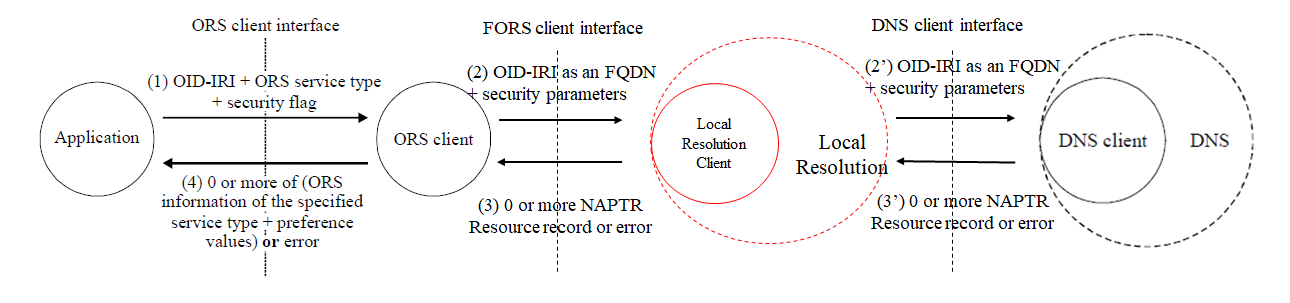 ORS client interface
FORS client interface
DNS client interface
(1) OID-IRI + ORS service type
+ security flag
(2) OID-IRI as an FQDN
+ security parameters
(2’) OID-IRI as an FQDN
+ security parameters
Application
ORS client
Local
Resolution
Client
Local
Resolution
DNS client
DNS
(4) 0 or more of (ORS
information of the specified
service type + preference
values) or error
(3) 0 or more NAPTR
Resource record or error
(3’) 0 or more NAPTR
Resource record or error